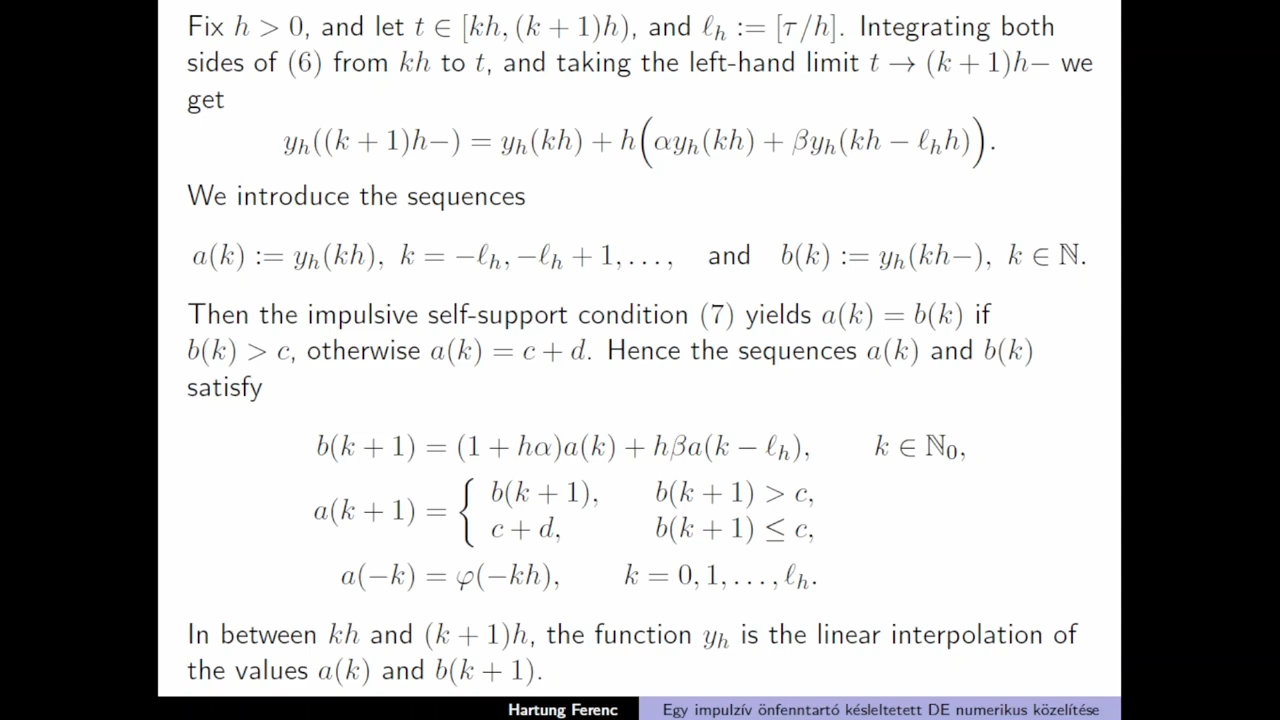 Fix h > 0, and let t ∈ [kh, (k + 1)h), and ℓ_h := [τ/h]. Integrating both
sides of (6) from kh to t, and taking the left-hand limit t → (k + 1)h− we
get
y_h((k + 1)h−) = y_h(kh) + h(αy_h(kh) + βy_h(kh − ℓ_h h)).
We introduce the sequences
a(k) := y_h(kh), k = −ℓ_h, −ℓ_h + 1, . . . , and b(k) := y_h(kh−), k ∈ ℕ.
Then the impulsive self-support condition (7) yields a(k) = b(k) if
b(k) > c, otherwise a(k) = c + d. Hence the sequences a(k) and b(k)
satisfy
b(k + 1) = (1 + hα)a(k) + hβa(k − ℓ_h), k ∈ ℕ₀,
a(k + 1) = { b(k + 1), b(k + 1) > c,
c + d, b(k + 1) ≤ c,
a(−k) = φ(−kh), k = 0, 1, . . . , ℓ_h.
In between kh and (k + 1)h, the function y_h is the linear interpolation of
the values a(k) and b(k + 1).
Hartung Ferenc Egy impulzív önfenntartó késleltetett DE numerikus közelítése